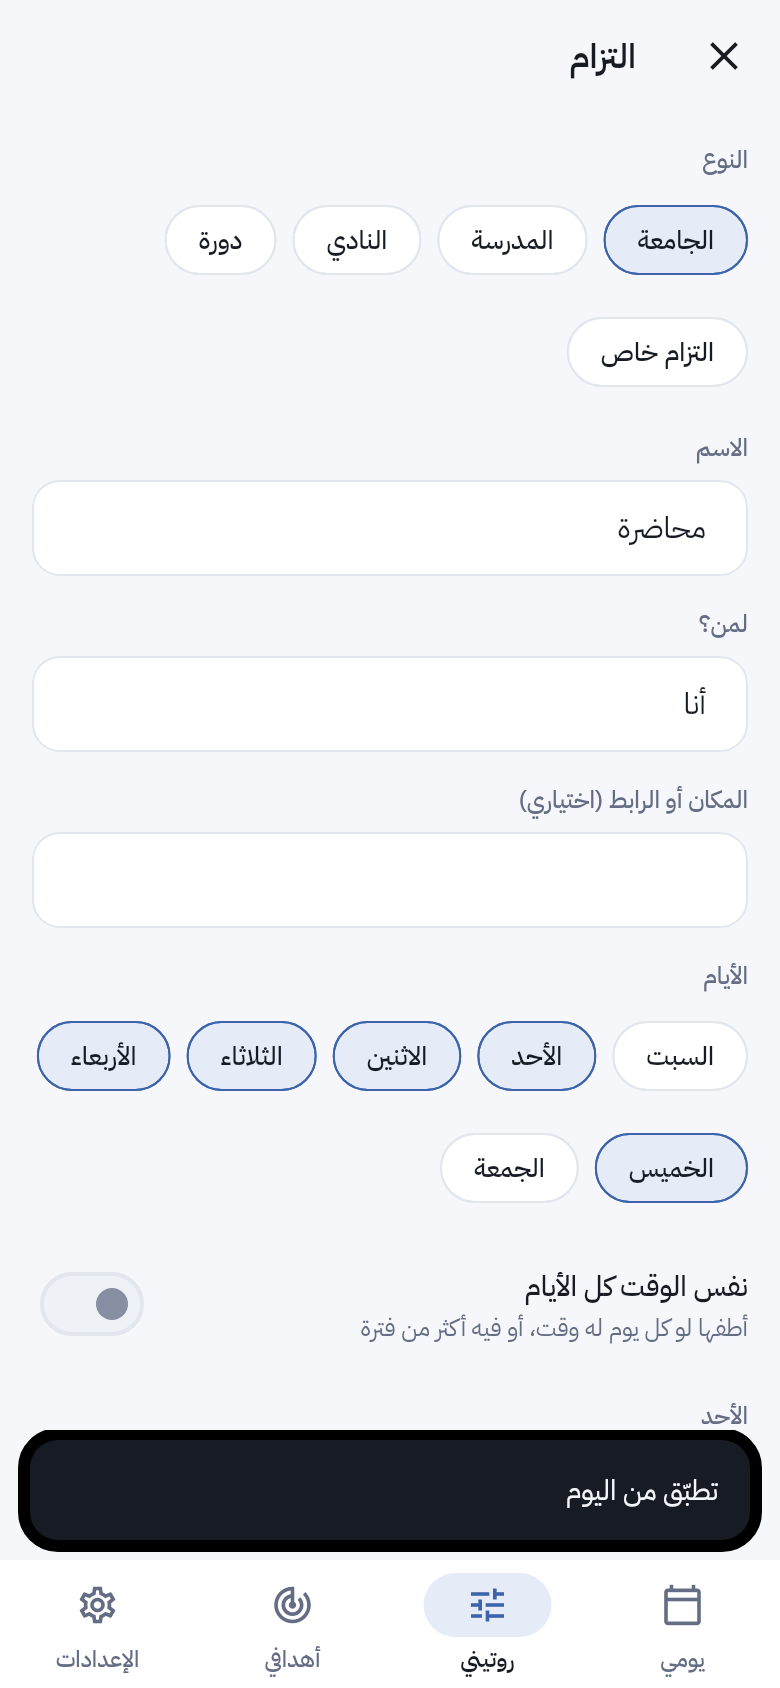 التزام
النوع
الجامعة المدرسة النادي دورة
التزام خاص
الاسم
محاضرة
لمن؟
أنا
المكان أو الرابط (اختياري)
الأيام
السبت الأحد الاثنين الثلاثاء الأربعاء
الخميس الجمعة
نفس الوقت كل الأيام
أطفها لو كل يوم له وقت، أو فيه أكثر من فترة
الأحد
تطبّق من اليوم
يومي روتيني أهدافي الإعدادات